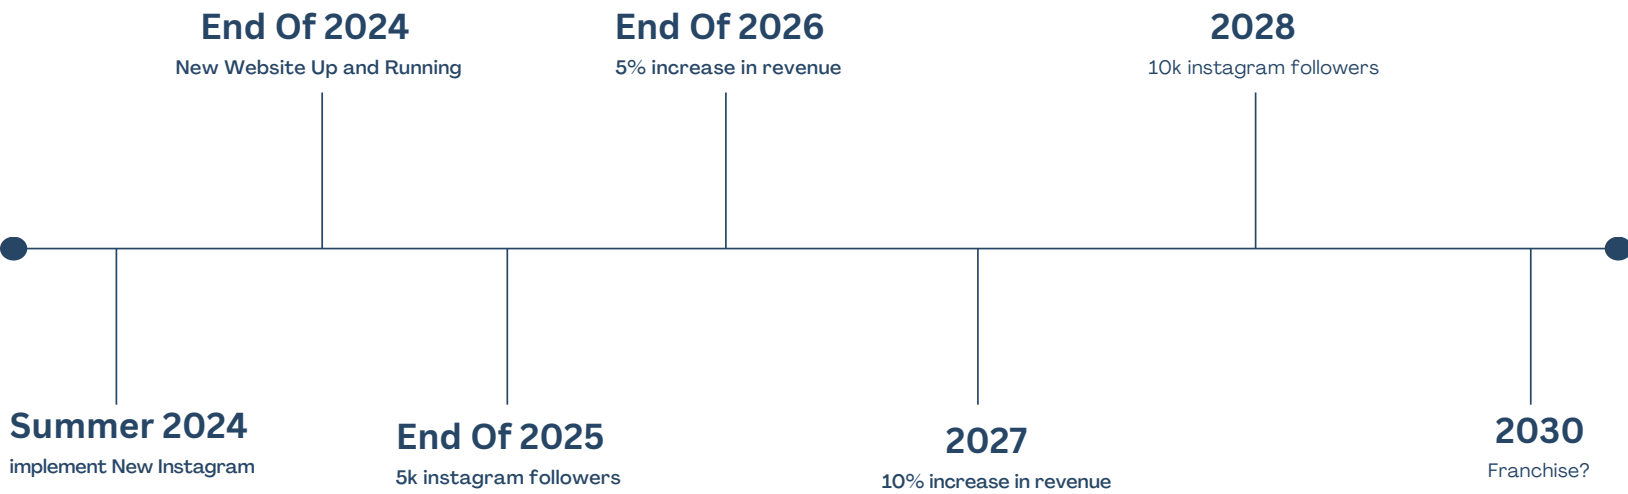 End Of 2024
New Website Up and Running
End Of 2026
5% increase in revenue
2028
10k instagram followers
Summer 2024
implement New Instagram
End Of 2025
5k instagram followers
2027
10% increase in revenue
2030
Franchise?